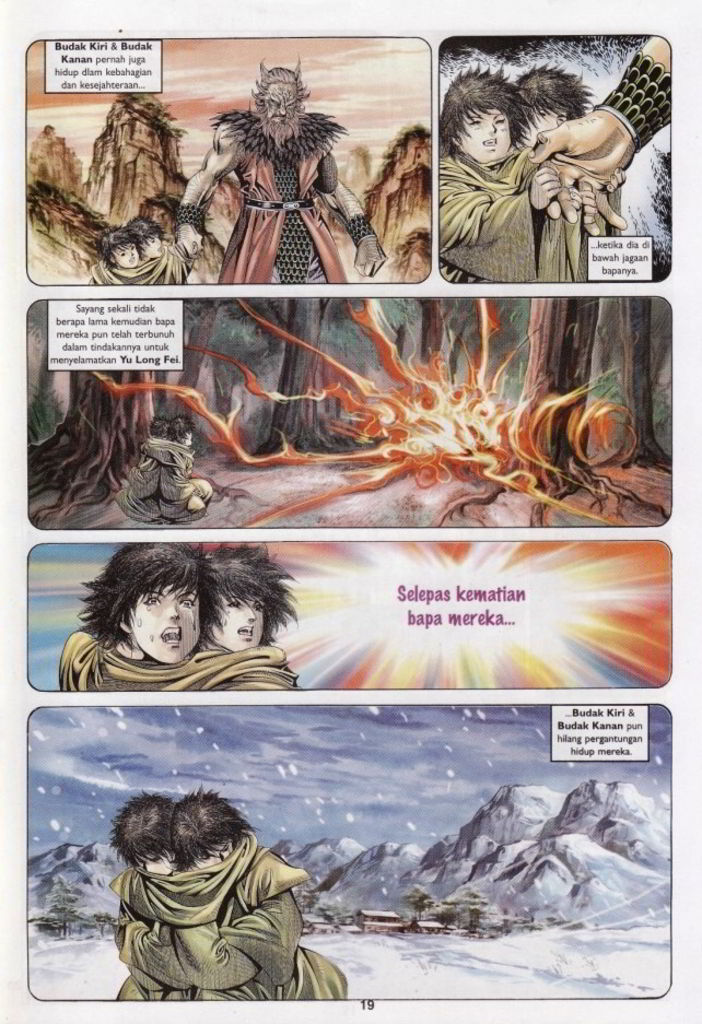 Budak Kiri & Budak
Kanan pernah juga
hidup dlam kebahagian
dan kesejahteraan...
...ketika dia di
bawah jagaan
bapanya.
Sayang sekali tidak
berapa lama kemudian bapa
mereka pun telah terbunuh
dalam tindakannya untuk
menyelamatkan Yu Long Fei.
Selepas kematian
bapa mereka...
...Budak Kiri &
Budak Kanan pun
hilang pergantungan
hidup mereka.
19